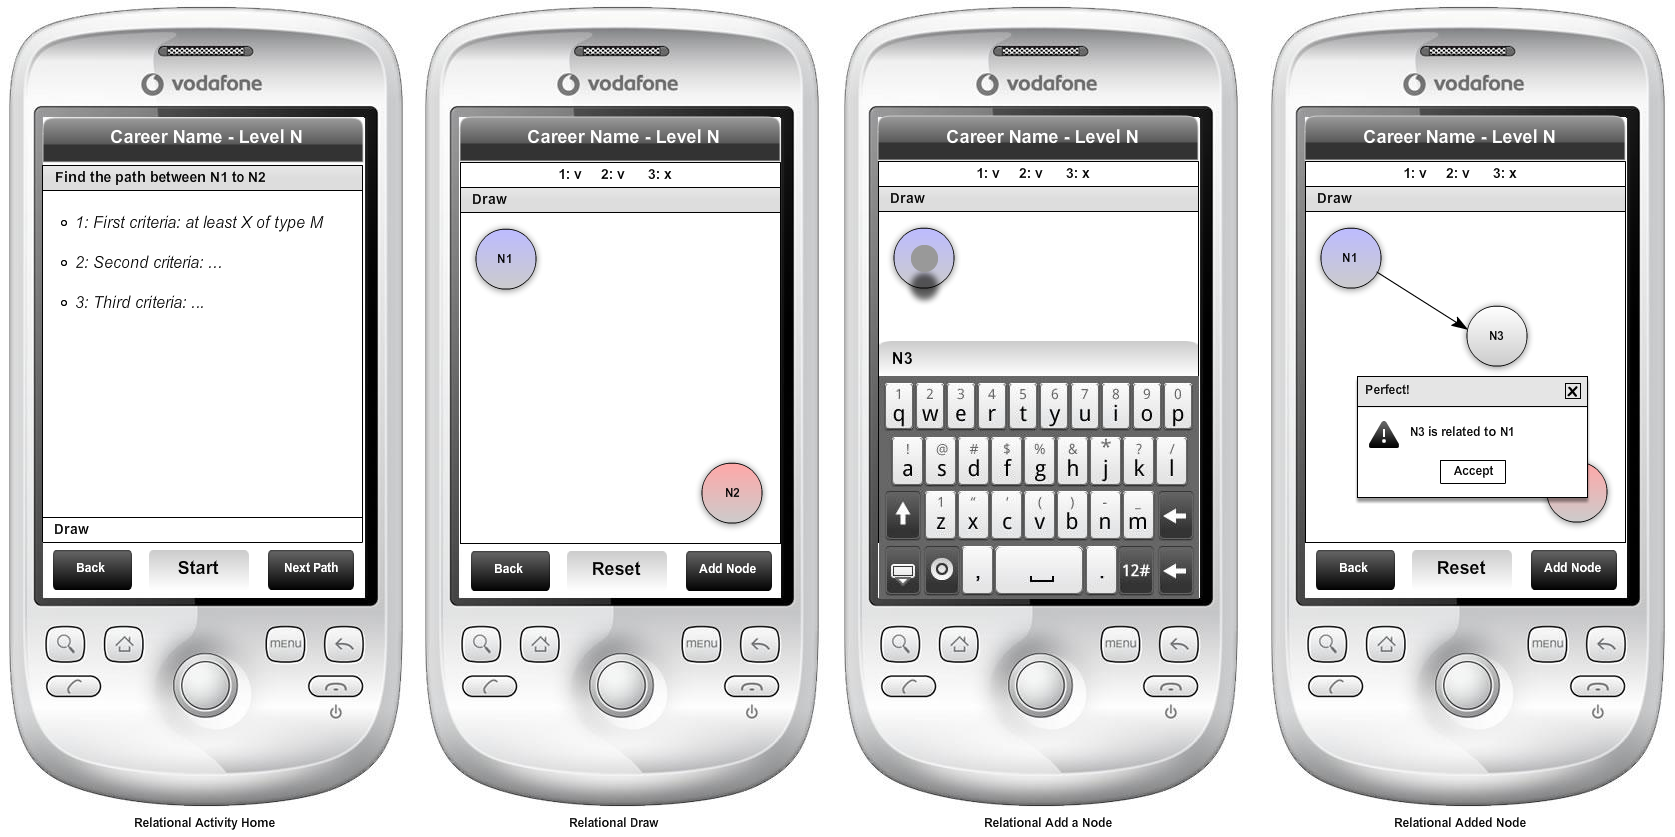 vodafone
Career Name - Level N
Find the path between N1 to N2
1: First criteria: at least X of type M
2: Second criteria: ...
3: Third criteria: ...
Draw
Back Start Next Path
MENU
Relational Activity Home
vodafone
Career Name - Level N
1: v 2: v 3: x
Draw
N1
N2
Back Reset Add Node
MENU
Relational Draw
vodafone
Career Name - Level N
1: v 2: v 3: x
Draw
N3
1 2 3 4 5 6 7 8 9 0
q w e r t y u i o p
! @ # $ % & * ? /
a s d f g h j k l
1 " ' ( ) - _
z x c v b n m
, . 12#
MENU
Relational Add a Node
vodafone
Career Name - Level N
1: v 2: v 3: x
Draw
N1
N3
Perfect!
N3 is related to N1
Accept
Back Reset Add Node
MENU
Relational Added Node